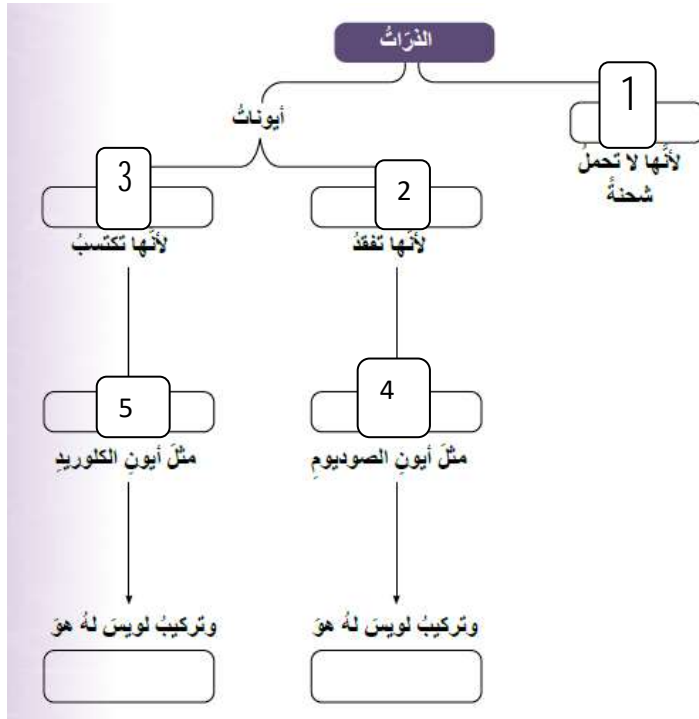 الذرَاتُ
1
أيوناتُ
لأنَّها لا تحملُ
شحنةً
3
2
لأنّها تكتسبُ
لأنّها تفقدُ
5
4
مثلَ أيونِ الكلوريدِ
مثلَ أيونِ الصوديومِ
وتركيبُ لويسَ لهُ هوَ
وتركيبُ لويسَ لهُ هوَ